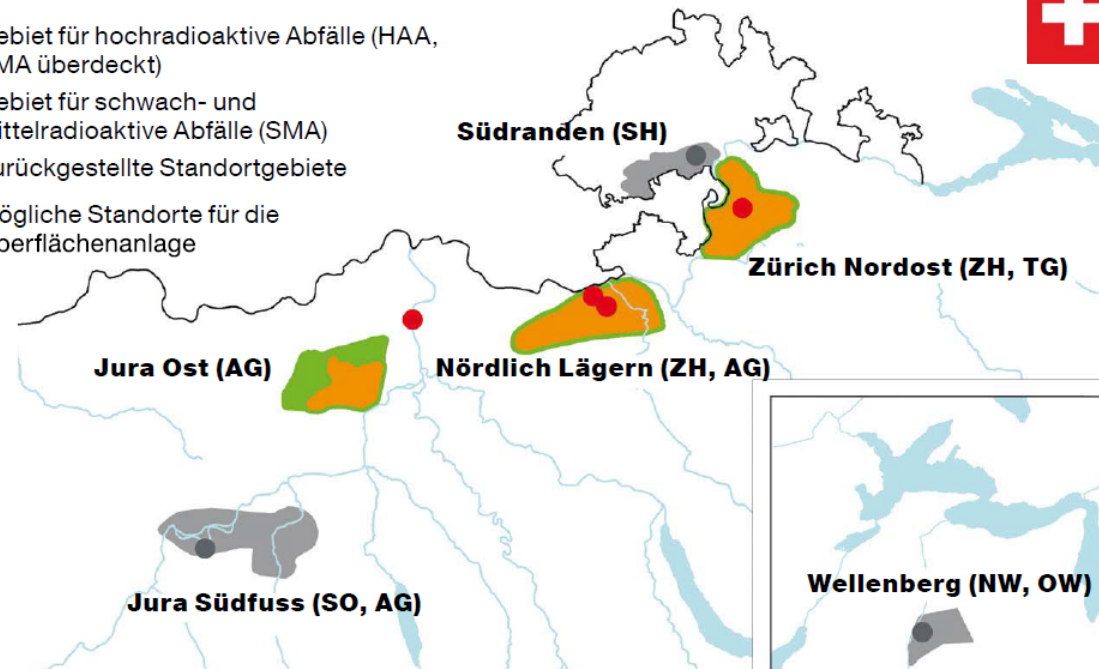 ebiet für hochradioaktive Abfälle (HAA,
MA überdeckt)
ebiet für schwach- und
ittelradioaktive Abfälle (SMA)
urückgestellte Standortgebiete
ögliche Standorte für die
berflächenanlage
Südranden (SH)
Zürich Nordost (ZH, TG)
Jura Ost (AG)
Nördlich Lägern (ZH, AG)
Wellenberg (NW, OW)
Jura Südfuss (SO, AG)